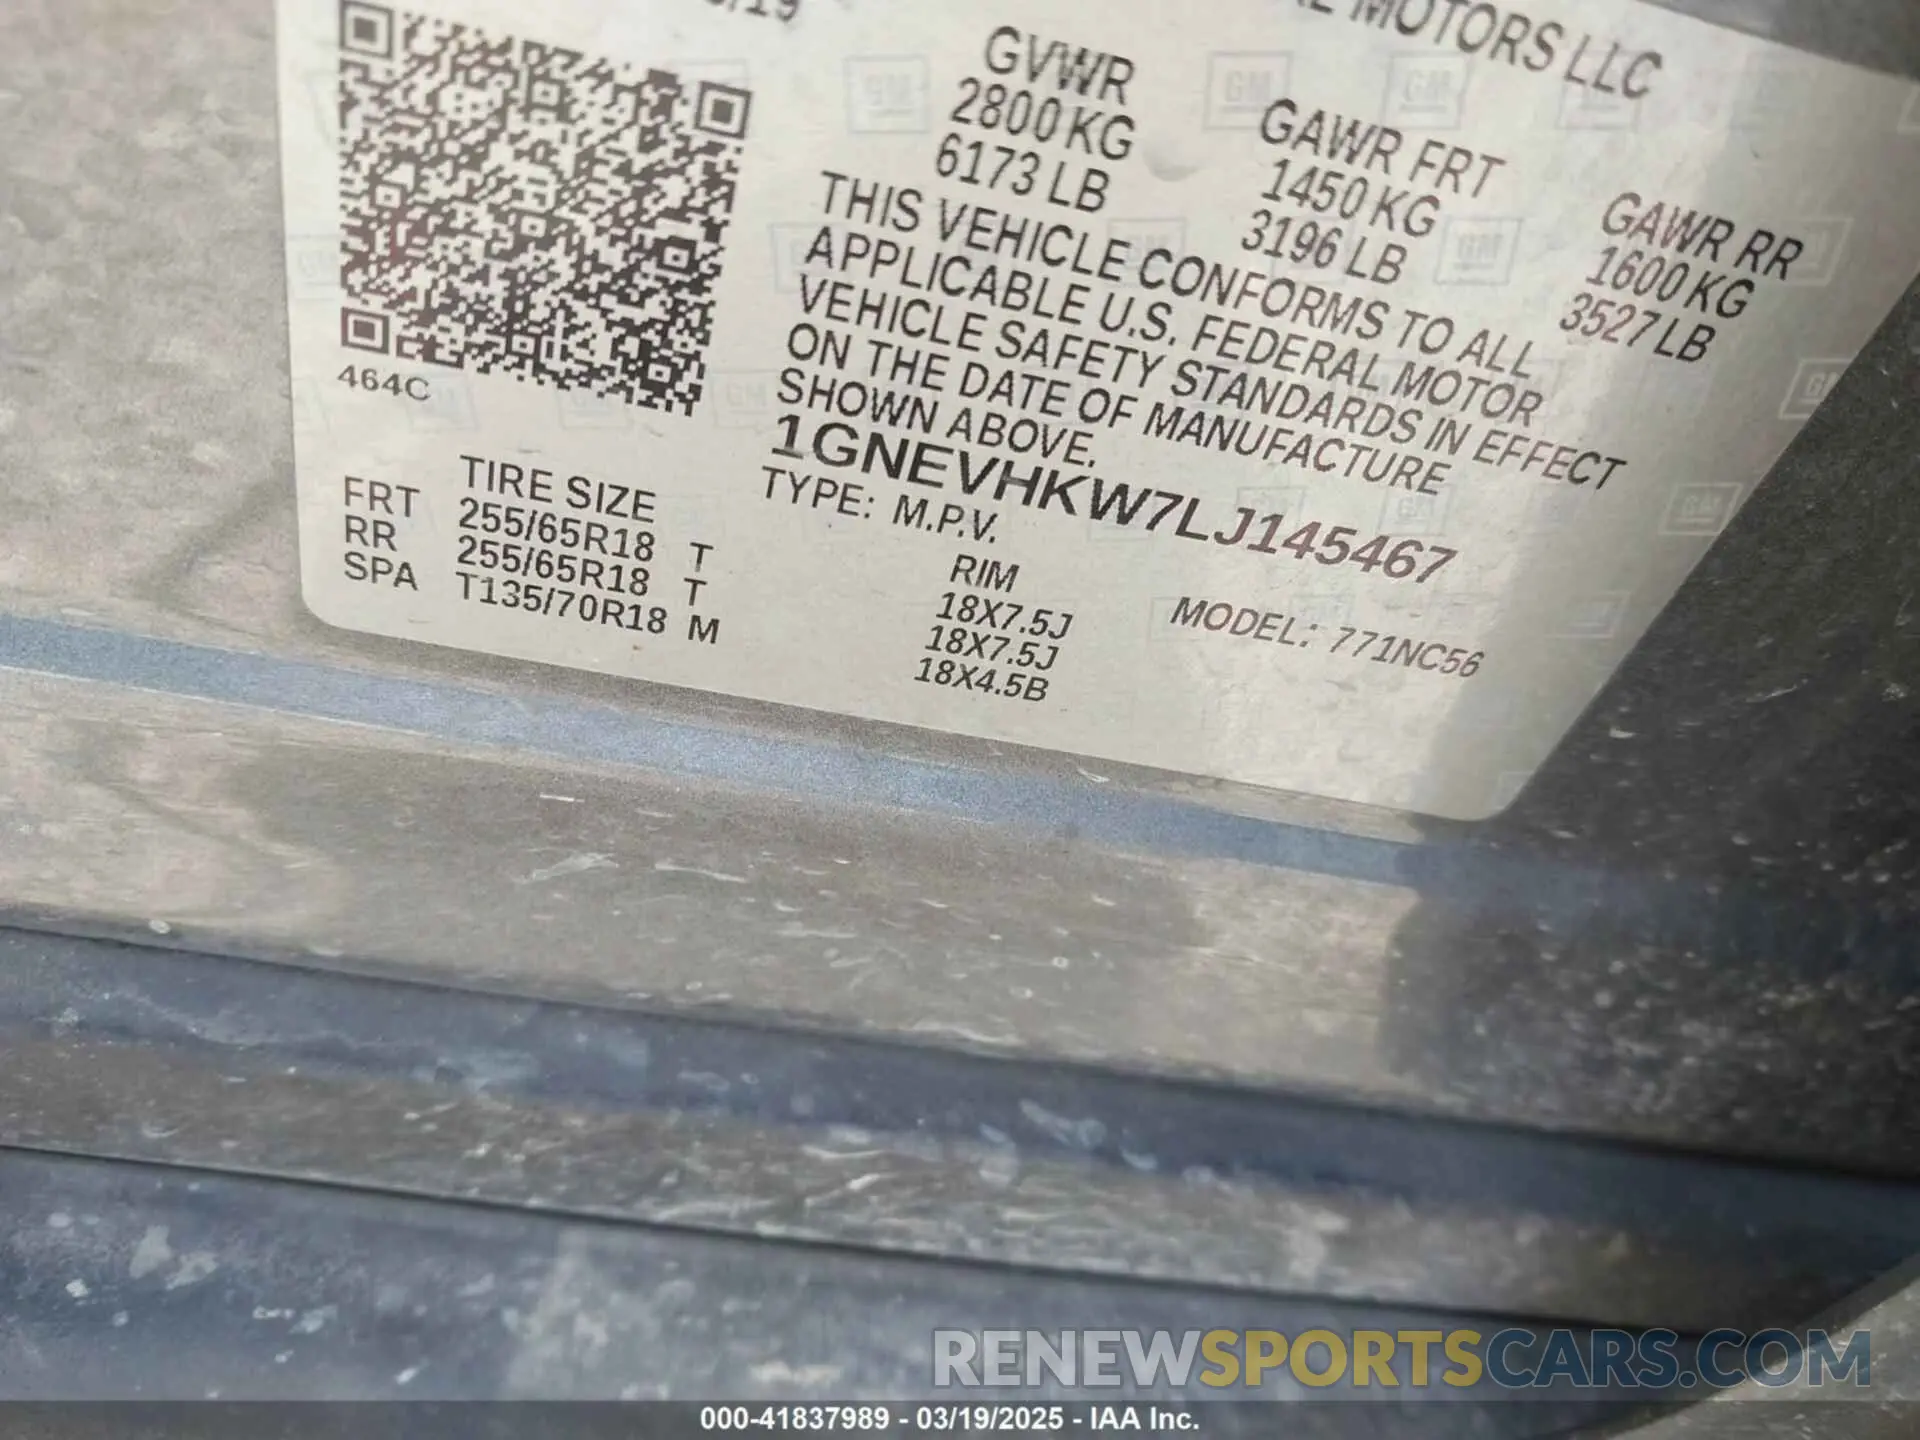 /19
MOTORS LLC
GVWR
2800 KG
6173 LB
GAWR FRT
1450 KG
3196 LB
GAWR RR
1600 KG
3527 LB
THIS VEHICLE CONFORMS TO ALL
APPLICABLE U.S. FEDERAL MOTOR
VEHICLE SAFETY STANDARDS IN EFFECT
ON THE DATE OF MANUFACTURE
SHOWN ABOVE.
1GNEVHKW7LJ145467
TYPE: M.P.V.
464C
TIRE SIZE
FRT 255/65R18 T
RR 255/65R18 T
SPA T135/70R18 M
RIM
18X7.5J
18X7.5J
18X4.5B
MODEL: 771NC56
RENEWSPORTSCARS.COM
000-41837989 - 03/19/2025 - IAA Inc.